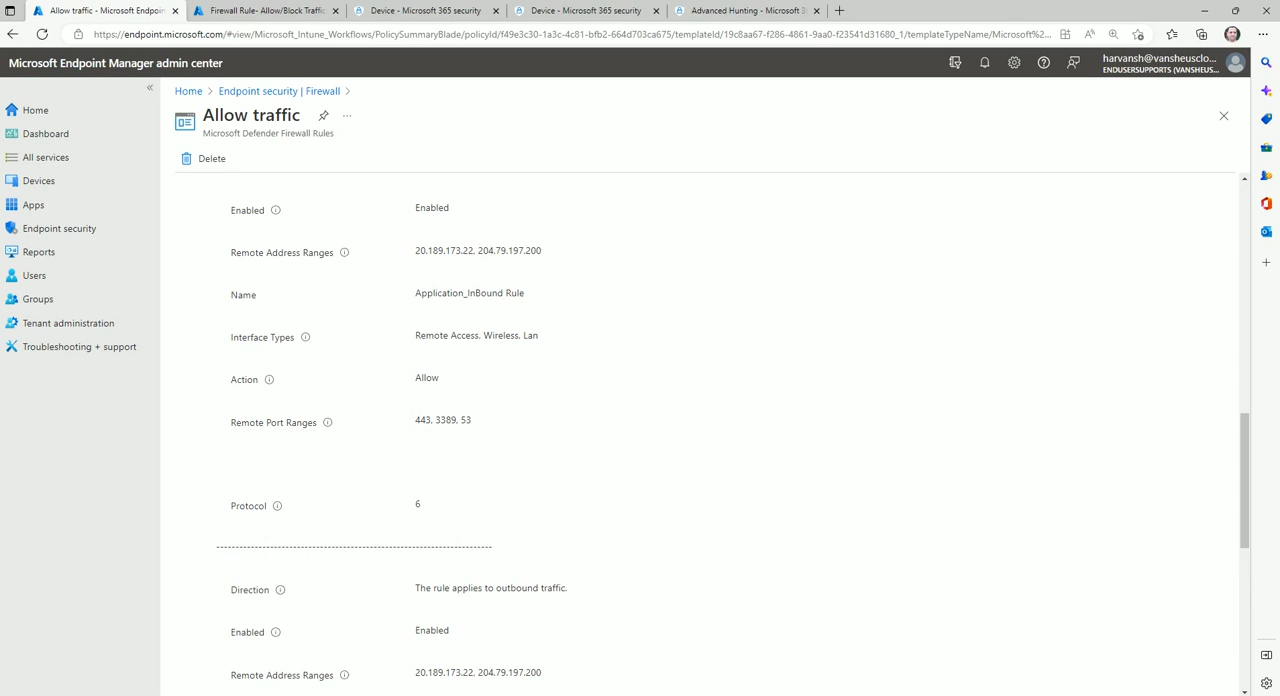 Allow traffic - Microsoft Endpoin
Firewall Rule- Allow/Block Traffic
Device - Microsoft 365 security
Device - Microsoft 365 security
Advanced Hunting - Microsoft 3
https://endpoint.microsoft.com/#view/Microsoft_Intune_Workflows/PolicySummaryBlade/policyId/f49e3c30-1a3c-4c81-bfb2-664d703ca675/templateId/19c8aa67-f286-4861-9aa0-f23541d31680_1/templateTypeName/Microsoft%2...
Microsoft Endpoint Manager admin center
harvansh@vansheusclo...
ENDUSERSUPPORTS (VANSHEUS...
Home
Dashboard
All services
Devices
Apps
Endpoint security
Reports
Users
Groups
Tenant administration
Troubleshooting + support
Home > Endpoint security | Firewall >
Allow traffic
Microsoft Defender Firewall Rules
Delete
Enabled Enabled
Remote Address Ranges 20.189.173.22, 204.79.197.200
Name Application_InBound Rule
Interface Types Remote Access, Wireless, Lan
Action Allow
Remote Port Ranges 443, 3389, 53
Protocol 6
Direction The rule applies to outbound traffic.
Enabled Enabled
Remote Address Ranges 20.189.173.22, 204.79.197.200